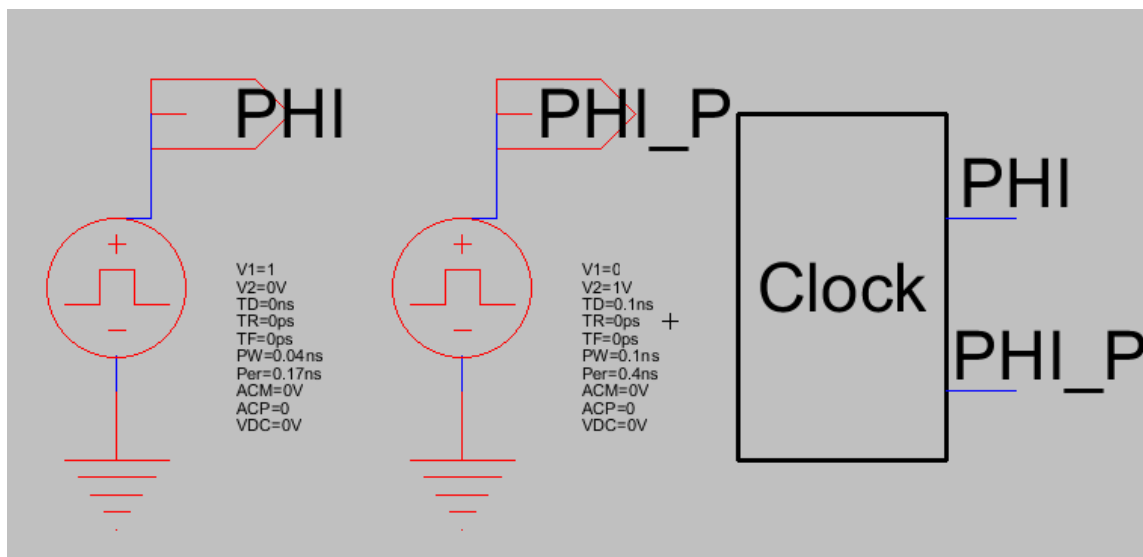 PHI
V1=1
V2=0V
TD=0ns
TR=0ps
TF=0ps
PW=0.04ns
Per=0.17ns
ACM=0V
ACP=0
VDC=0V
PHI_P
V1=0
V2=1V
TD=0.1ns
TR=0ps
TF=0ps
PW=0.1ns
Per=0.4ns
ACM=0V
ACP=0
VDC=0V
Clock
PHI
PHI_P